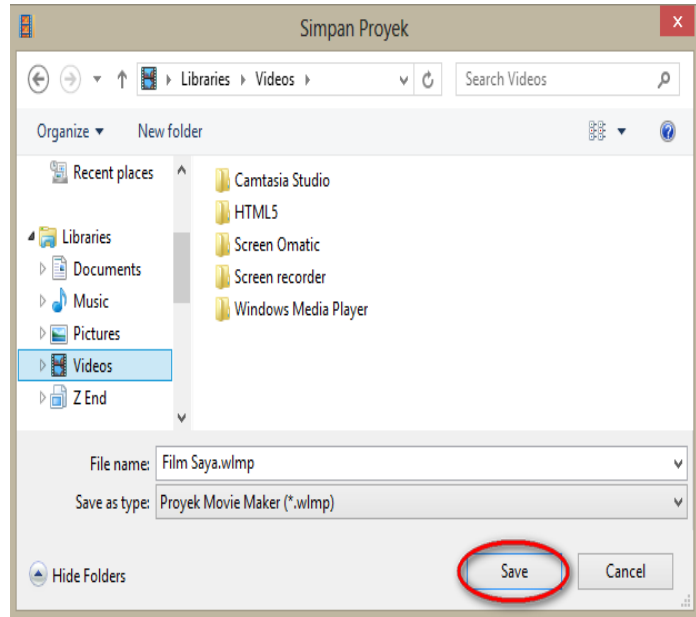 Simpan Proyek
x
Libraries Videos
Search Videos
Organize
New folder
Recent places
Libraries
Documents
Music
Pictures
Videos
Z End
Camtasia Studio
HTML5
Screen Omatic
Screen recorder
Windows Media Player
File name: Film Saya.wlmp
Save as type: Proyek Movie Maker (*.wlmp)
Hide Folders
Save
Cancel